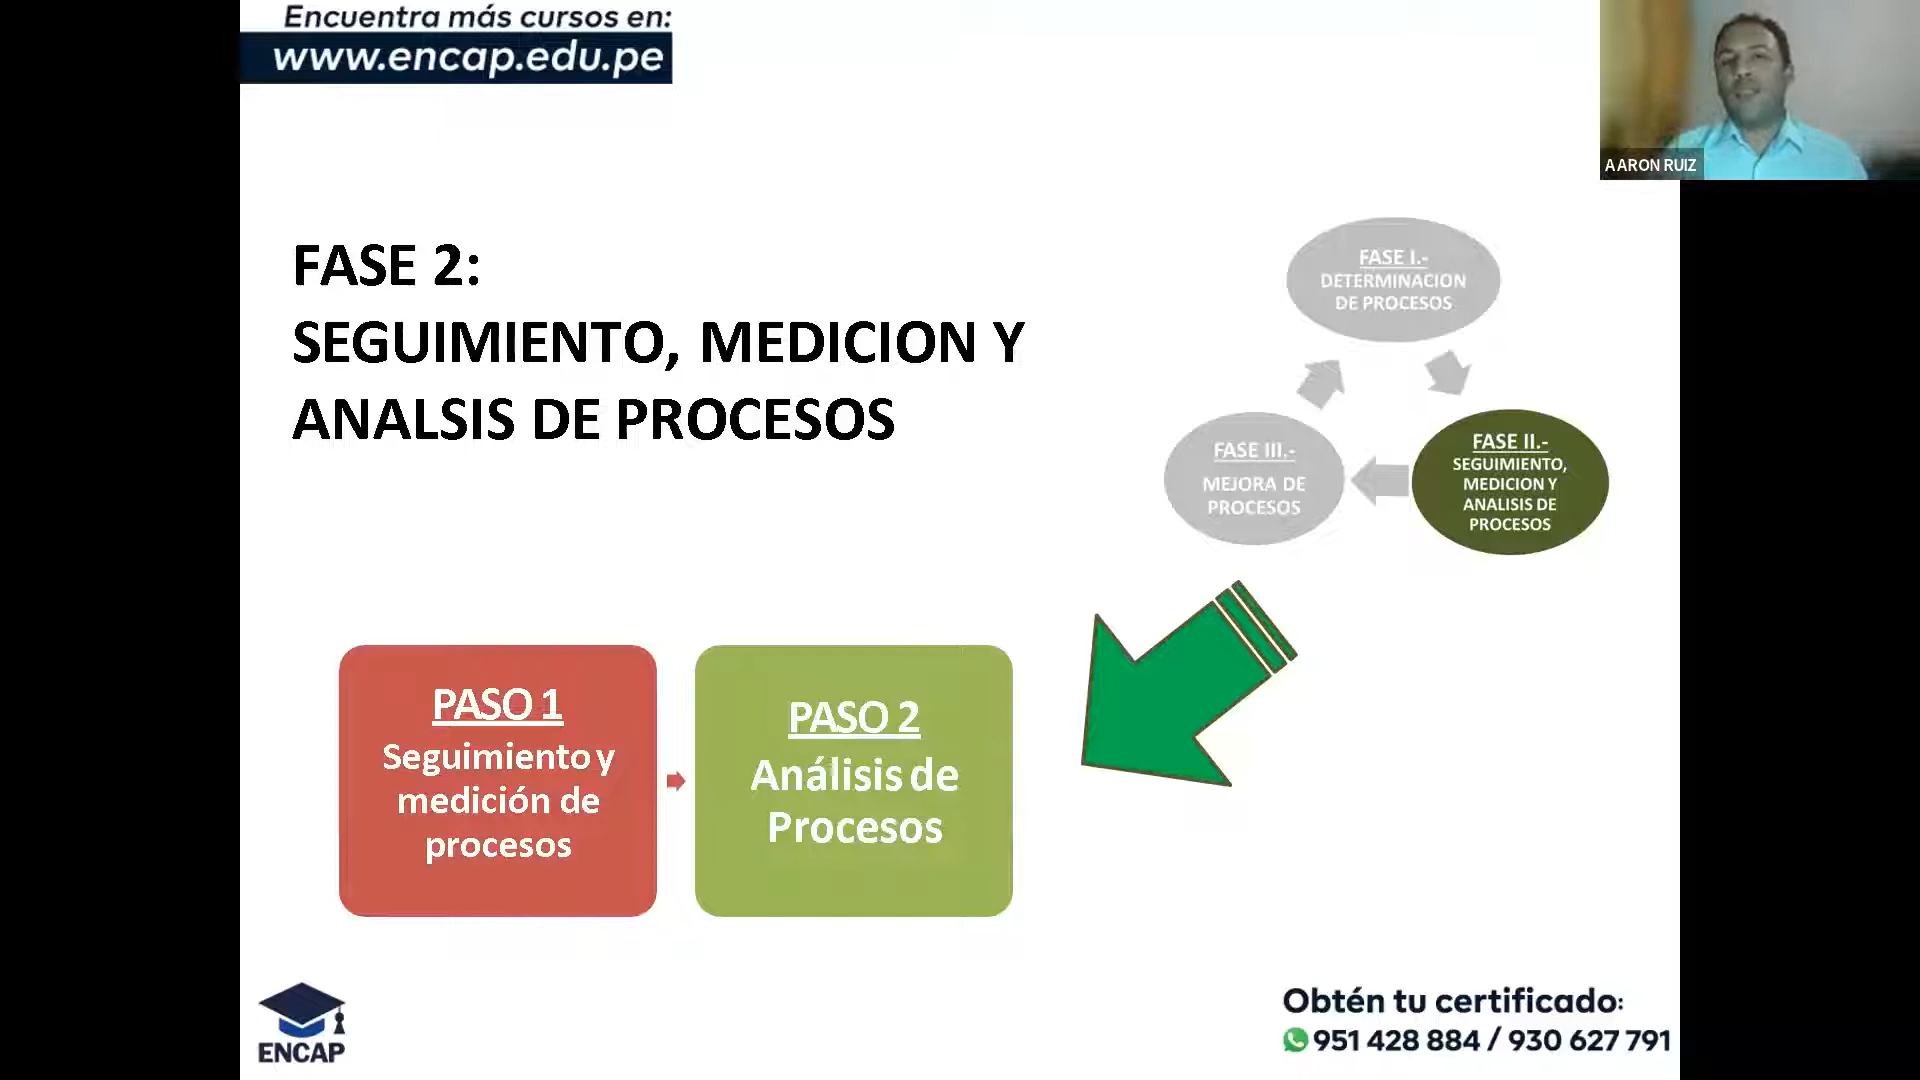 Encuentra más cursos en:
www.encap.edu.pe
AARON RUIZ
FASE 2:
SEGUIMIENTO, MEDICION Y
ANALSIS DE PROCESOS
FASE I.-
DETERMINACION
DE PROCESOS
FASE III.-
MEJORA DE
PROCESOS
FASE II.-
SEGUIMIENTO,
MEDICION Y
ANALISIS DE
PROCESOS
PASO 1
Seguimiento y
medición de
procesos
PASO 2
Análisis de
Procesos
ENCAP
Obtén tu certificado:
951 428 884 / 930 627 791